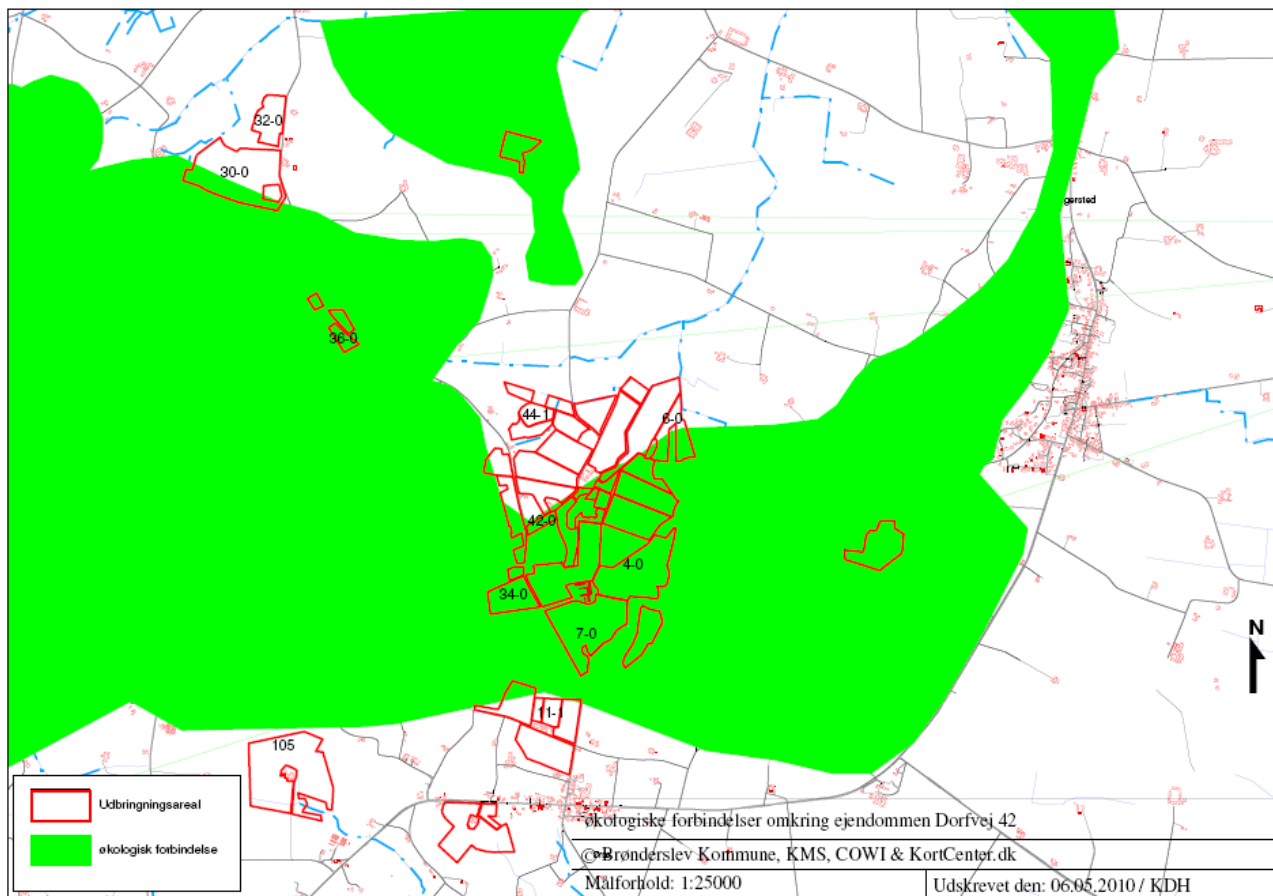 32-0
30-0
gersted
36-0
44-1
6-0
42-0
4-0
34-0
7-0
11-1
105
N
Udbringningsareal
økologisk forbindelse
økologiske forbindelser omkring ejendommen Dorfvej 42
© Brønderslev Kommune, KMS, COWI & KortCenter.dk
Målforhold: 1:25000
Udskrevet den: 06.05.2010 / KDH